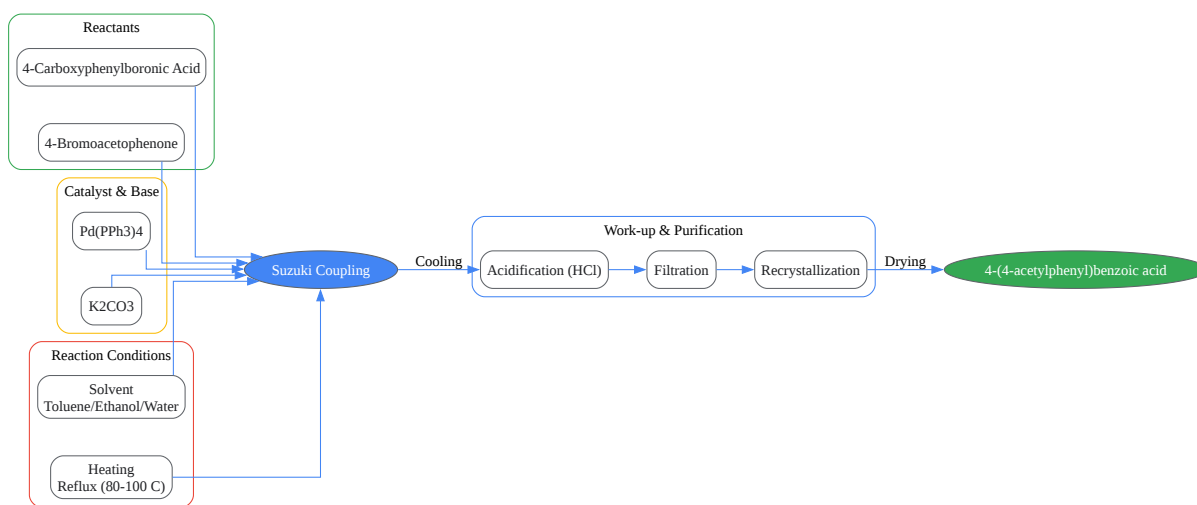 Reactants
4-Carboxyphenylboronic Acid
4-Bromoacetophenone
Catalyst & Base
Pd(PPh3)4
K2CO3
Reaction Conditions
Solvent
Toluene/Ethanol/Water
Heating
Reflux (80-100 C)
Suzuki Coupling
Cooling
Work-up & Purification
Acidification (HCl)
Filtration
Recrystallization
Drying
4-(4-acetylphenyl)benzoic acid